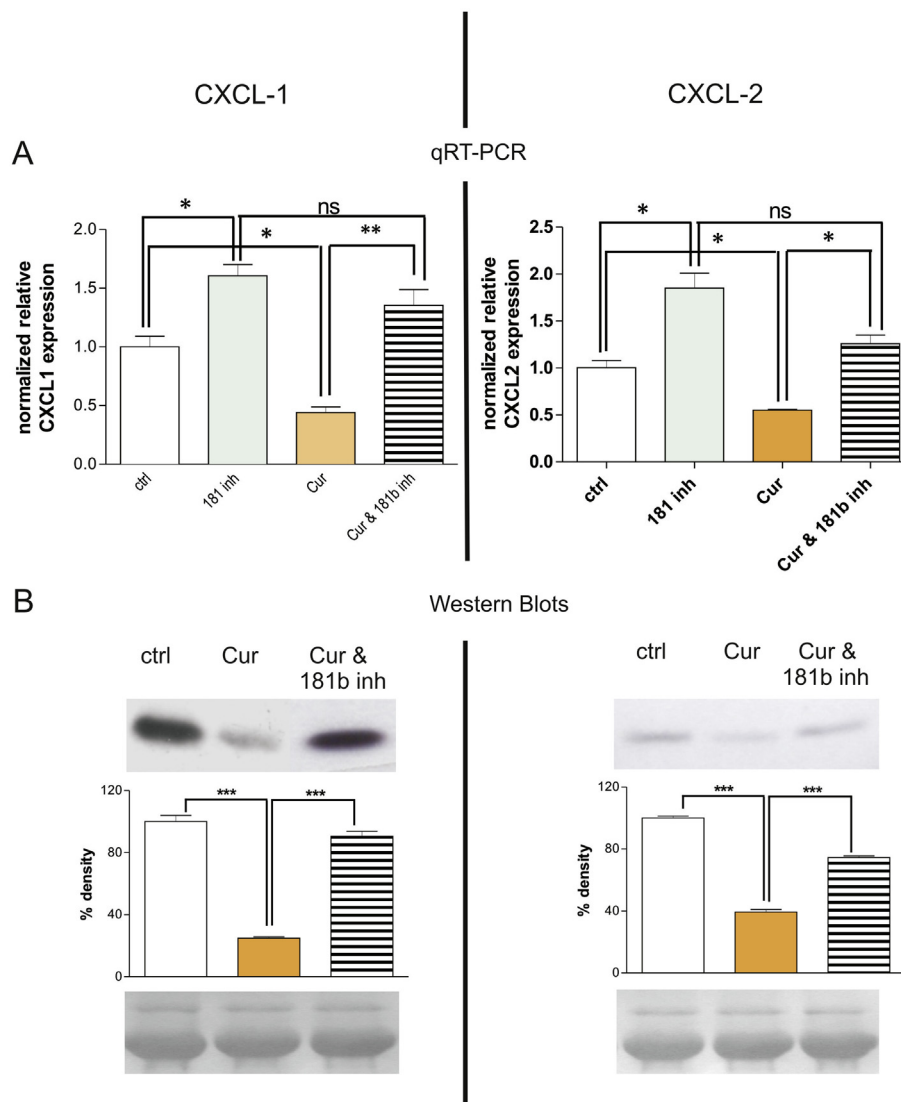 CXCL-1
CXCL-2
A
qRT-PCR
normalized relative
CXCL1 expression
2.0
1.5
1.0
0.5
0.0
*
ns
*
**
ctrl
181 inh
Cur
Cur & 181b inh
normalized relative
CXCL2 expression
2.5
2.0
1.5
1.0
0.5
0.0
*
ns
*
*
ctrl
181 inh
Cur
Cur & 181b inh
B
Western Blots
ctrl
Cur
Cur &
181b inh
% density
120
80
40
0
***
***
ctrl
Cur
Cur &
181b inh
% density
120
80
40
0
***
***